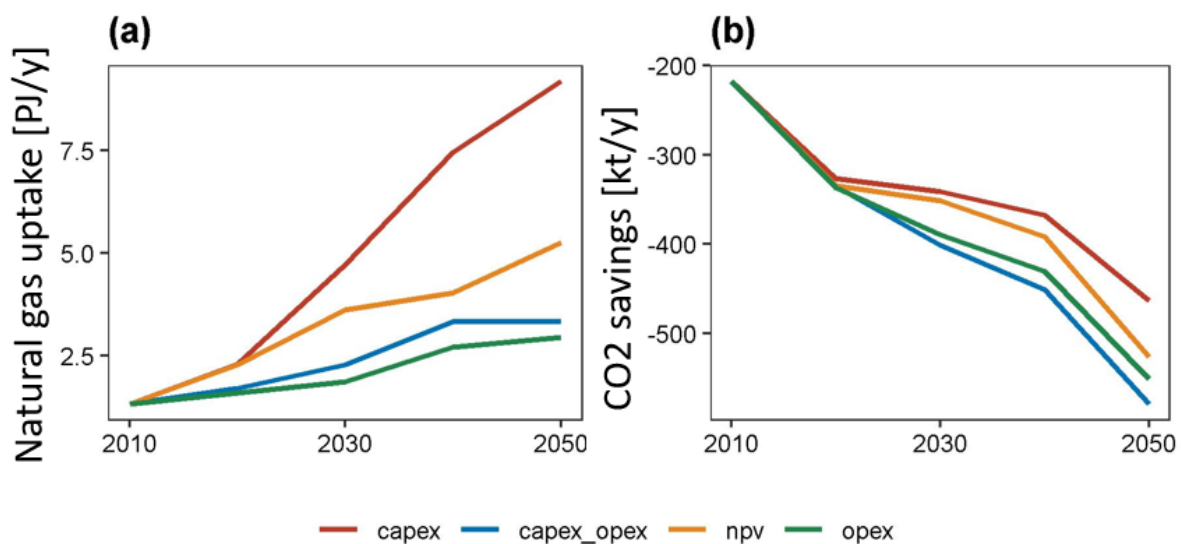 (a)
Natural gas uptake [PJ/y]
7.5
5.0
2.5
2010 2030 2050
(b)
CO2 savings [kt/y]
-200
-300
-400
-500
2010 2030 2050
capex capex_opex npv opex